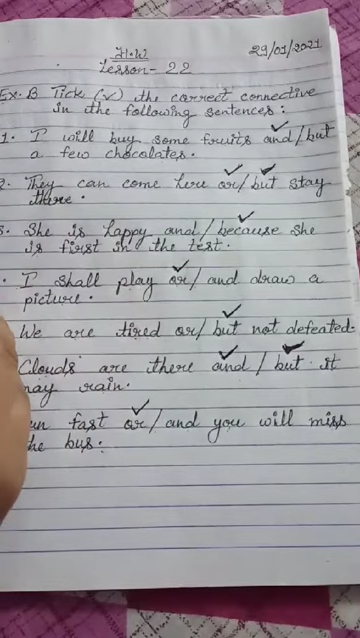 H.W
29/01/2021
Lesson - 22
Ex. B Tick (✓) the correct connective
in the following sentences:
1. I will buy some fruits and/but
a few chocolates.
2. They can come here or/but stay
there.
3. She is happy and/because she
is first in the test.
. I shall play or/and draw a
picture.
We are tired or/but not defeated.
Clouds are there and/but it
may rain.
un fast or/and you will miss
the bus.